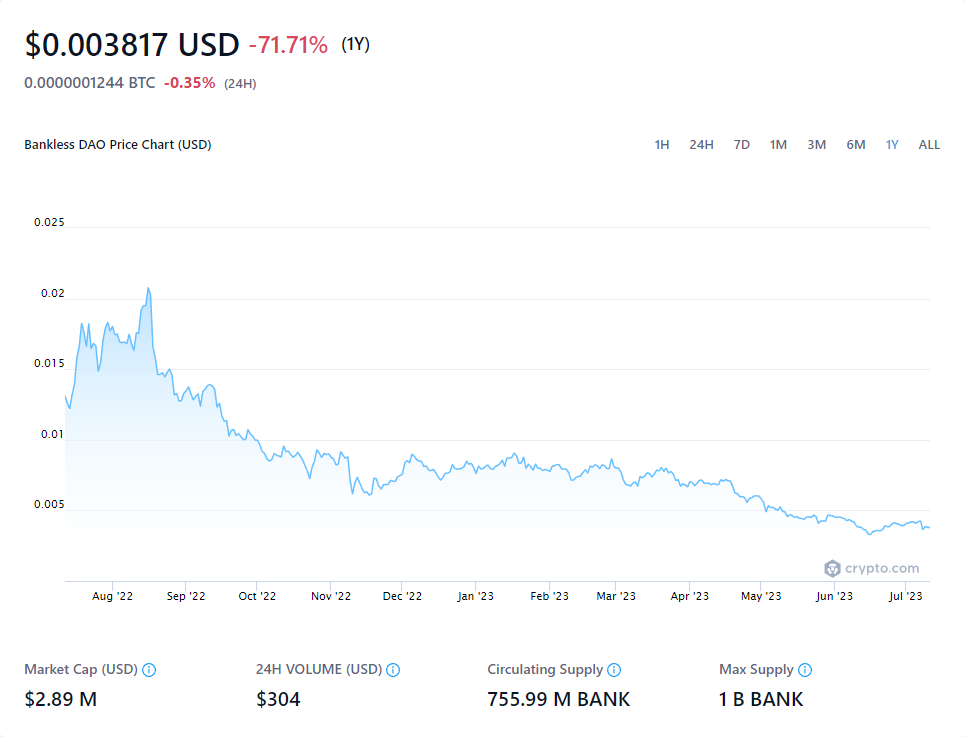 $0.003817 USD -71.71% (1Y)
0.0000001244 BTC -0.35% (24H)
Bankless DAO Price Chart (USD) 1H 24H 7D 1M 3M 6M 1Y ALL
0.025
0.02
0.015
0.01
0.005
crypto.com
Aug '22 Sep '22 Oct '22 Nov '22 Dec '22 Jan '23 Feb '23 Mar '23 Apr '23 May '23 Jun '23 Jul '23
Market Cap (USD) 24H VOLUME (USD) Circulating Supply Max Supply
$2.89 M $304 755.99 M BANK 1 B BANK